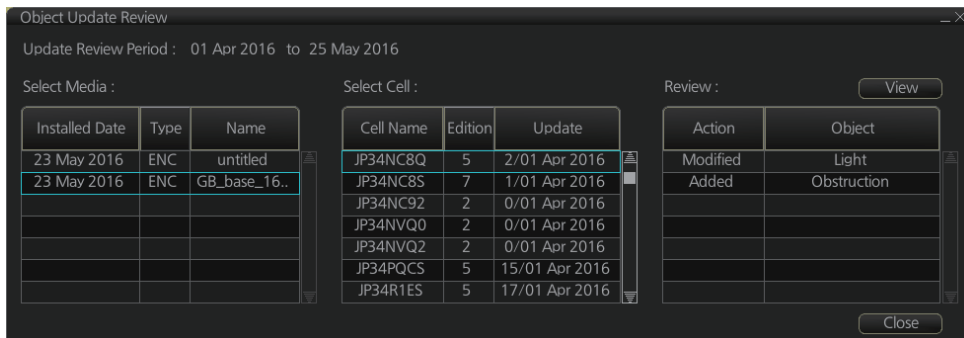 Object Update Review
Update Review Period : 01 Apr 2016 to 25 May 2016
Select Media : Select Cell : Review : View
Installed Date Type Name Cell Name Edition Update Action Object
23 May 2016 ENC untitled JP34NC8Q 5 2/01 Apr 2016 Modified Light
23 May 2016 ENC GB_base_16.. JP34NC8S 7 1/01 Apr 2016 Added Obstruction
JP34NC92 2 0/01 Apr 2016
JP34NVQ0 2 0/01 Apr 2016
JP34NVQ2 2 0/01 Apr 2016
JP34PQCS 5 15/01 Apr 2016
JP34R1ES 5 17/01 Apr 2016
Close